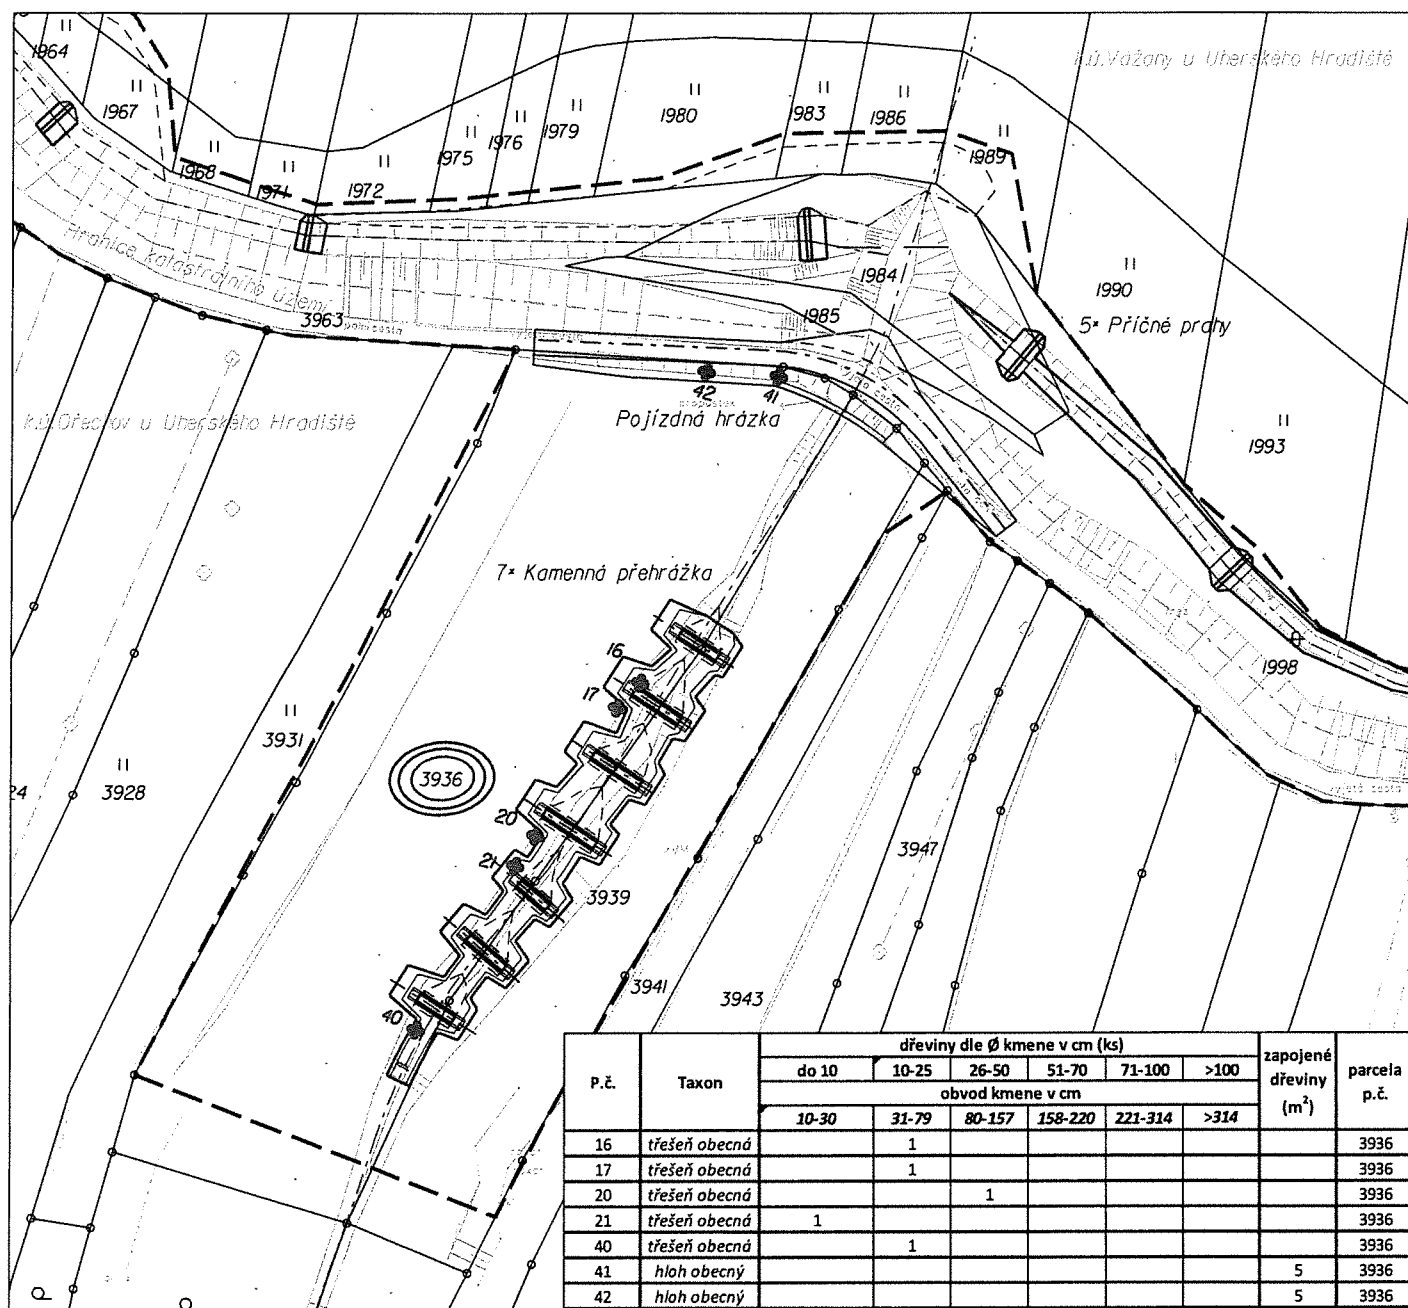 1964
1967
1968
1971
1972
1975
1976
1979
1980
983
1986
1989
k.ú.Vážany u Uherského Hradiště
Hranice katastrálního území
3963
polní cesta
1984
1985
1990
5× Příčné prahy
1993
42
41
propustek
Pojízdná hrázka
k.ú.Ořechov u Uherského Hradiště
7× Kamenná přehrážka
16
17
1998
3931
3936
24
3928
20
21
3947
3939
3941
3943
40
P.č. Taxon dřeviny dle Ø kmene v cm (ks) zapojené dřeviny (m²) parcela p.č.
do 10 10-25 26-50 51-70 71-100 >100
obvod kmene v cm
10-30 31-79 80-157 158-220 221-314 >314
16 třešeň obecná 1 3936
17 třešeň obecná 1 3936
20 třešeň obecná 1 3936
21 třešeň obecná 1 3936
40 třešeň obecná 1 3936
41 hloh obecný 5 3936
42 hloh obecný 5 3936